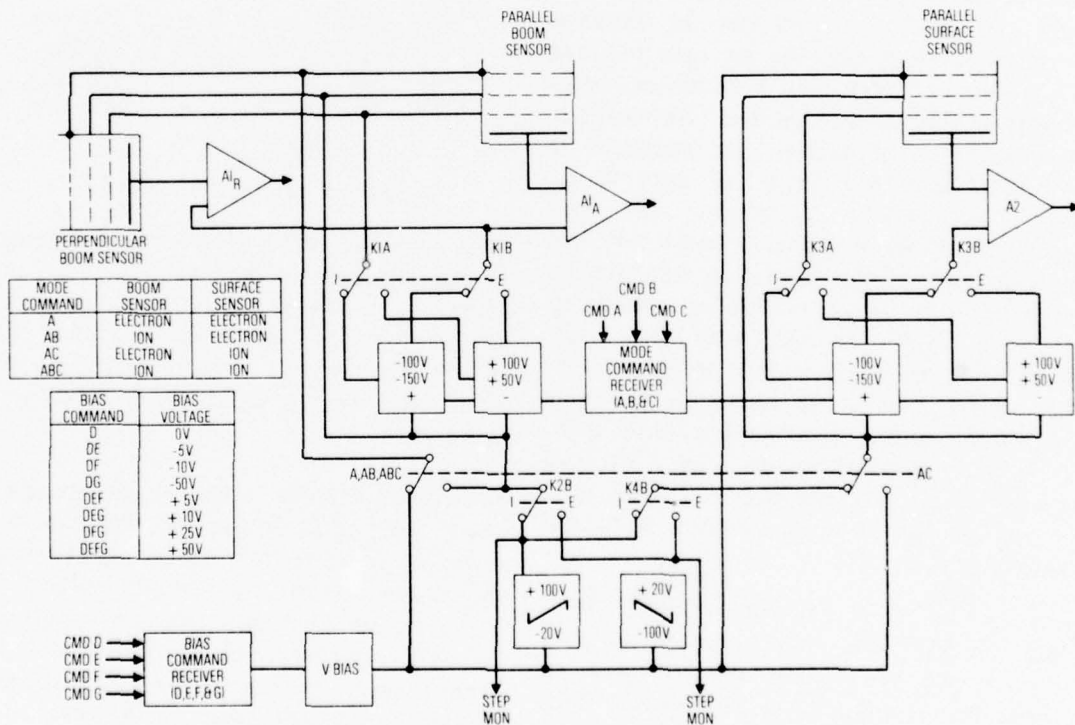 PARALLEL
BOOM
SENSOR
PARALLEL
SURFACE
SENSOR
AI_R
AI_A
A2
PERPENDICULAR
BOOM SENSOR
K1A
K1B
K3A
K3B
I
E
I
E
MODE COMMAND BOOM SENSOR SURFACE SENSOR
A ELECTRON ELECTRON
AB ION ELECTRON
AC ELECTRON ION
ABC ION ION
CMD B
CMD A
CMD C
-100V
-150V
+
+100V
+50V
-
MODE
COMMAND
RECEIVER
(A,B,&C)
-100V
-150V
+
+100V
+50V
-
BIAS COMMAND BIAS VOLTAGE
D 0V
DE -5V
DF -10V
DG -50V
DEF +5V
DEG +10V
DFG +25V
DEFG +50V
A,AB,ABC
AC
K2B
K4B
I
E
I
E
+100V
-20V
+20V
-100V
CMD D
CMD E
CMD F
CMD G
BIAS
COMMAND
RECEIVER
(D,E,F,&G)
V BIAS
STEP
MON
STEP
MON